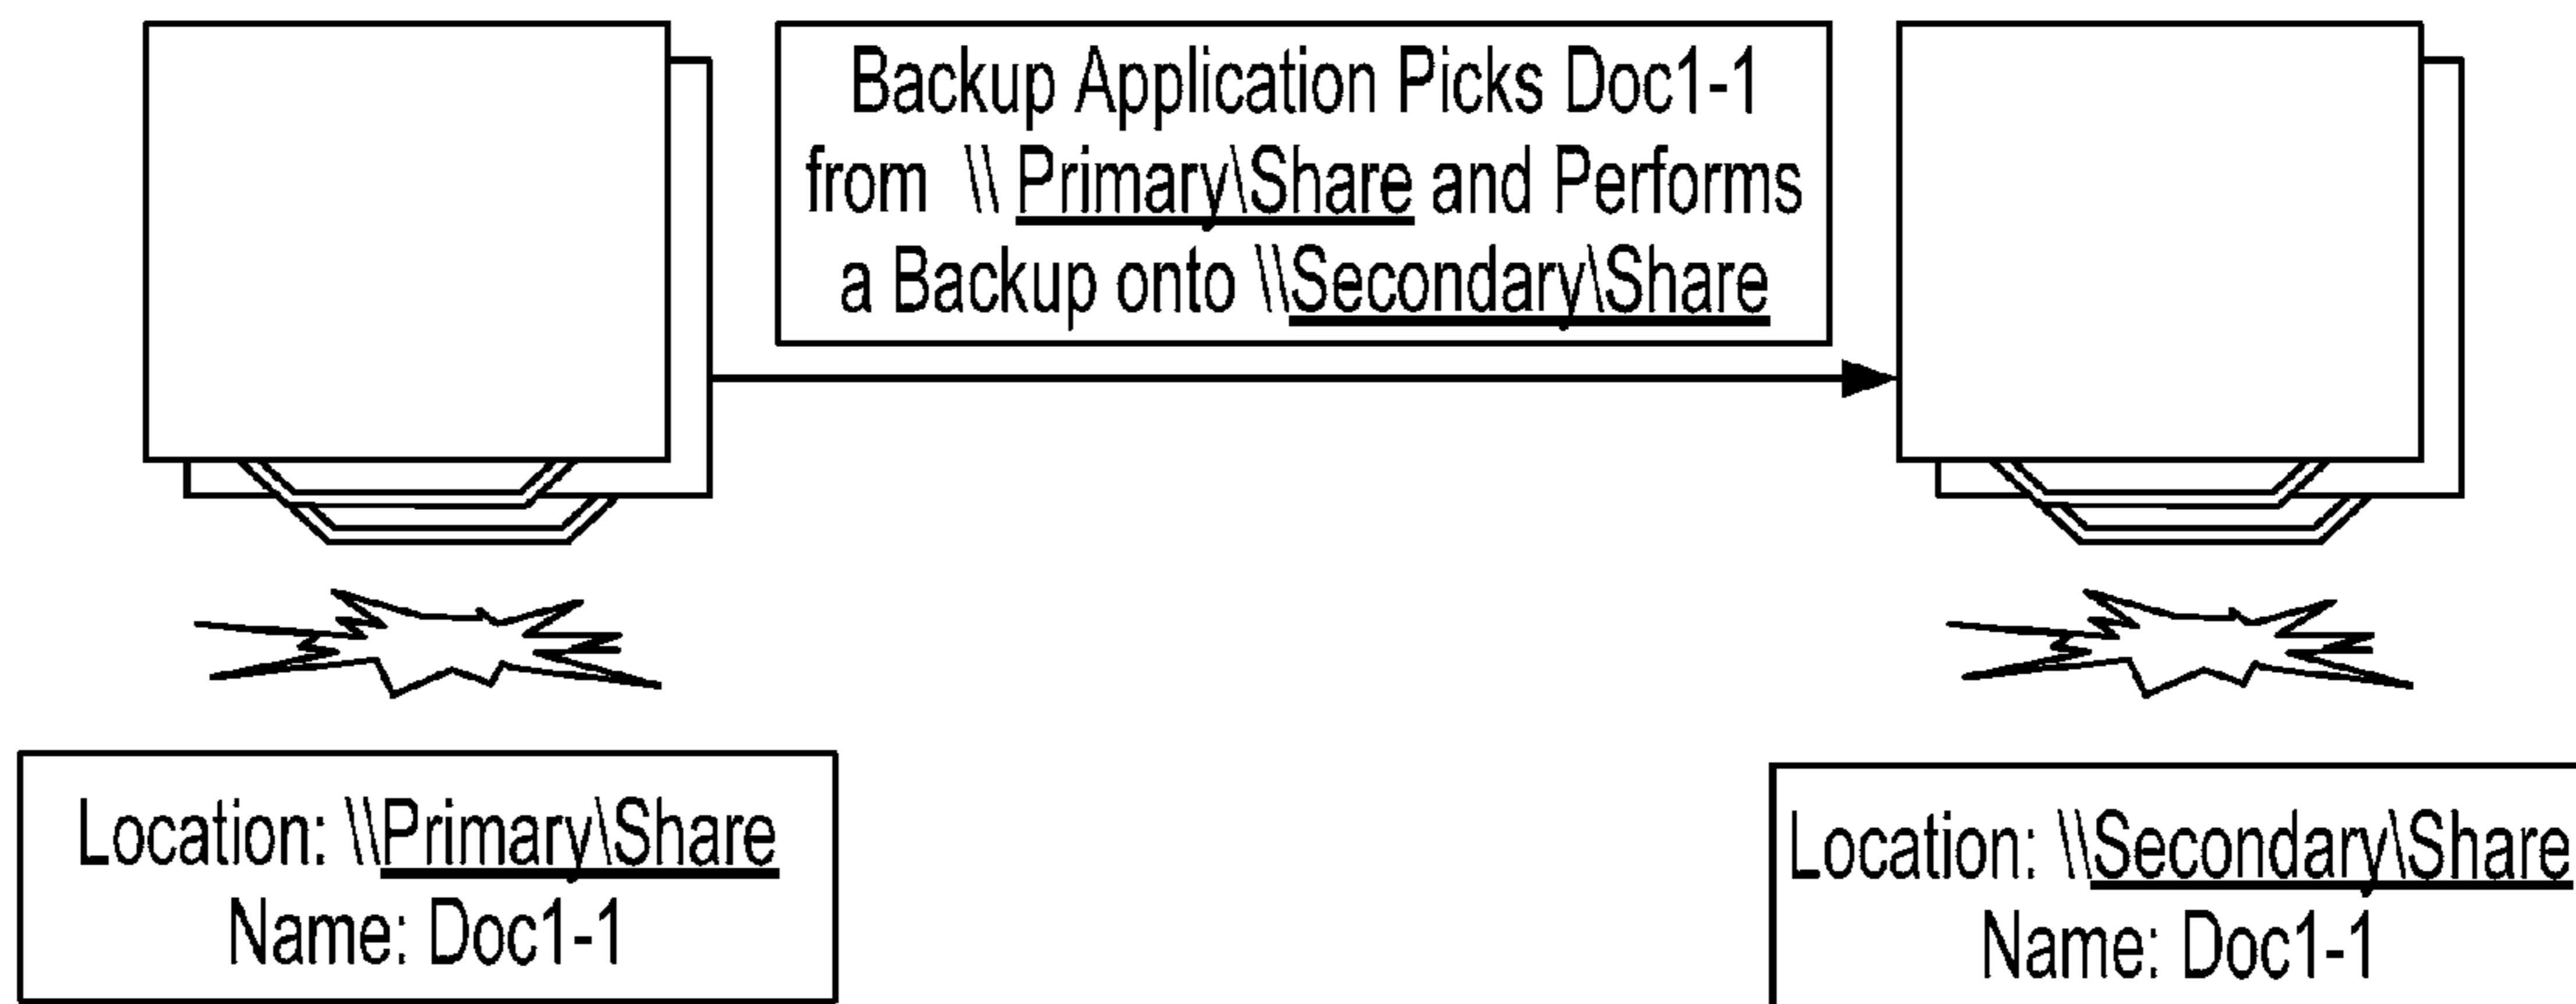 Backup Application Picks Doc1-1
from \\ Primary\Share and Performs
a Backup onto \\Secondary\Share
Location: \\Primary\Share
Name: Doc1-1
Location: \\Secondary\Share
Name: Doc1-1